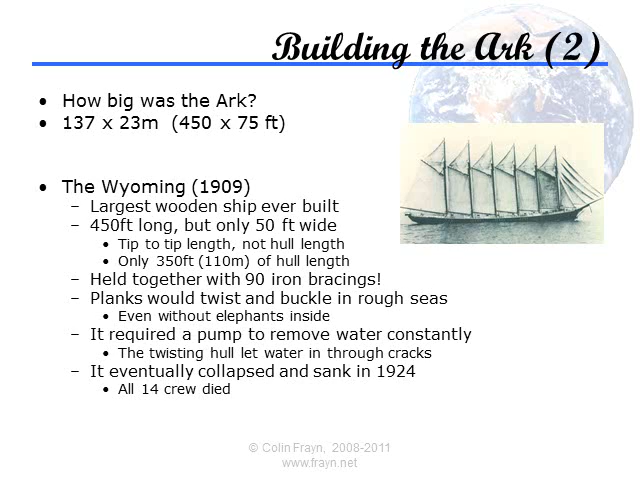 Building the Ark (2)
• How big was the Ark?
• 137 x 23m (450 x 75 ft)
• The Wyoming (1909)
– Largest wooden ship ever built
– 450ft long, but only 50 ft wide
• Tip to tip length, not hull length
• Only 350ft (110m) of hull length
– Held together with 90 iron bracings!
– Planks would twist and buckle in rough seas
• Even without elephants inside
– It required a pump to remove water constantly
• The twisting hull let water in through cracks
– It eventually collapsed and sank in 1924
• All 14 crew died
© Colin Frayn, 2008-2011
www.frayn.net